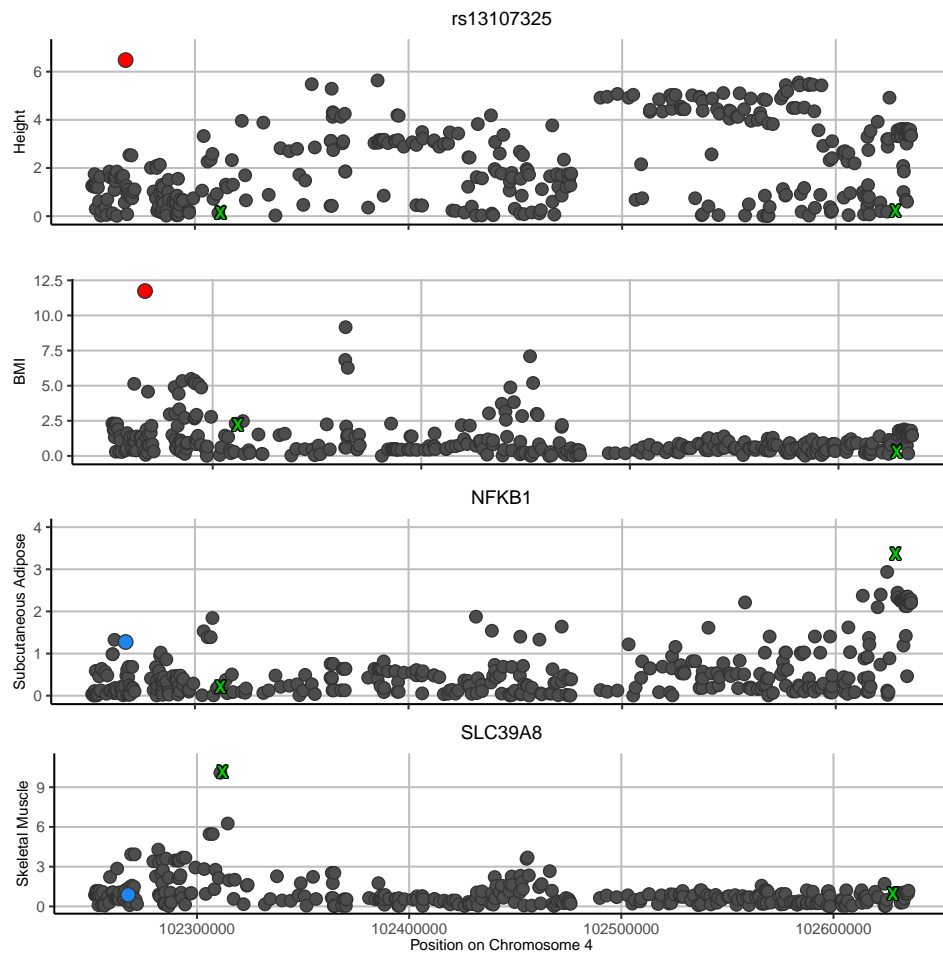 rs13107325
Height
6
4
2
0
BMI
12.5
10.0
7.5
5.0
2.5
0.0
NFKB1
Subcutaneous Adipose
4
3
2
1
0
SLC39A8
Skeletal Muscle
9
6
3
0
102300000 102400000 102500000 102600000
Position on Chromosome 4